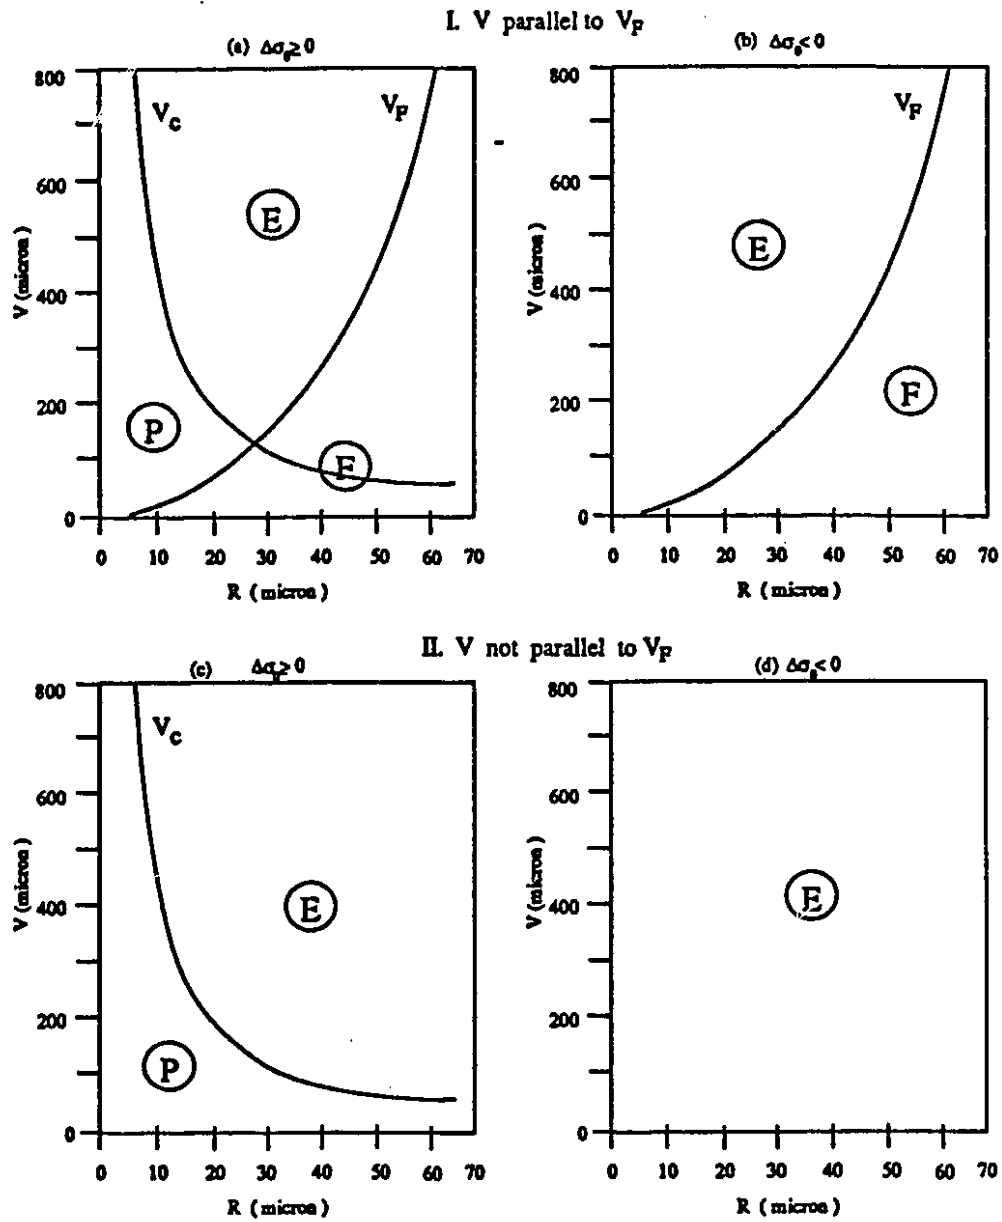 I. V parallel to V_F
(a) Δσ₀ ≥ 0
(b) Δσ₀ < 0
800
600
400
200
0
V (micron)
V_C
V_F
E
P
F
0 10 20 30 40 50 60 70
R (micron)
800
600
400
200
0
V (micron)
V_F
E
F
0 10 20 30 40 50 60 70
R (micron)
II. V not parallel to V_F
(c) Δσ₀ ≥ 0
(d) Δσ₀ < 0
800
600
400
200
0
V (micron)
V_C
E
P
0 10 20 30 40 50 60 70
R (micron)
800
600
400
200
0
V (micron)
E
0 10 20 30 40 50 60 70
R (micron)